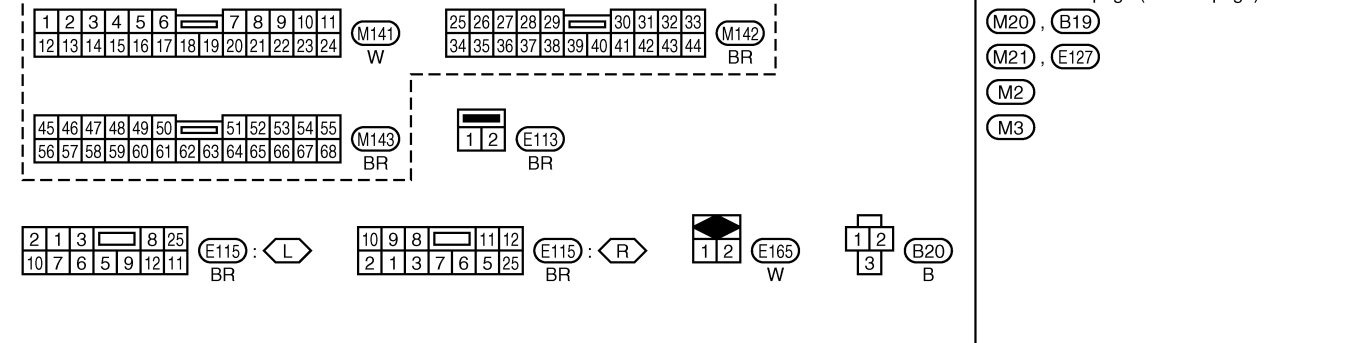 1 2 3 4 5 6 7 8 9 10 11
12 13 14 15 16 17 18 19 20 21 22 23 24
M141
W
25 26 27 28 29 30 31 32 33
34 35 36 37 38 39 40 41 42 43 44
M142
BR
45 46 47 48 49 50 51 52 53 54 55
56 57 58 59 60 61 62 63 64 65 66 67 68
M143
BR
1 2
E113
BR
2 1 3 8 25
10 7 6 5 9 12 11
E115 : L
BR
10 9 8 11 12
2 1 3 7 6 5 25
E115 : R
BR
1 2
E165
W
1 2
3
B20
B
M20 , B19
M21 , E127
M2
M3